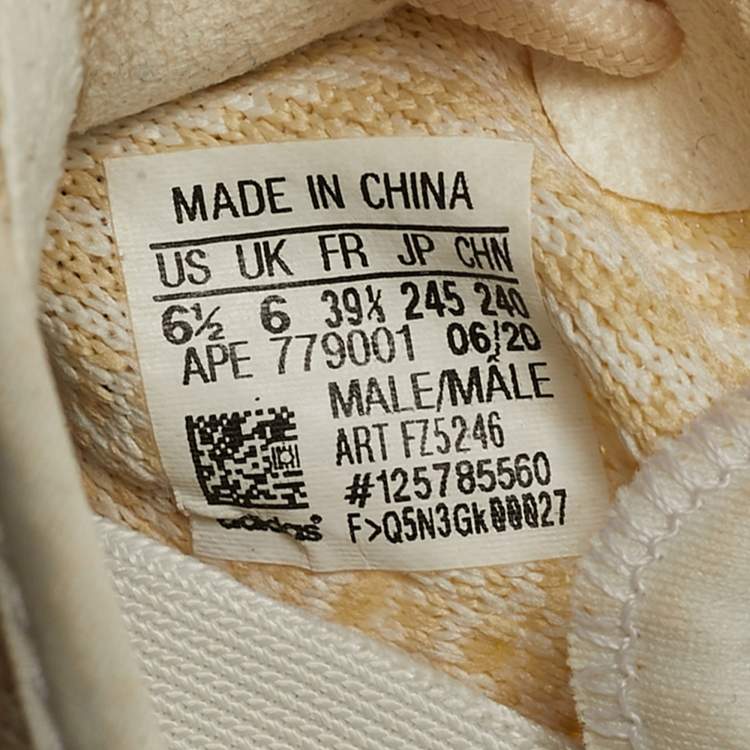 MADE IN CHINA
US UK FR JP CHN
6½ 6 39⅓ 245 240
APE 779001 06/20
MALE/MÂLE
ART FZ5246
#125785560
adidas
F>Q5N3Gk00027